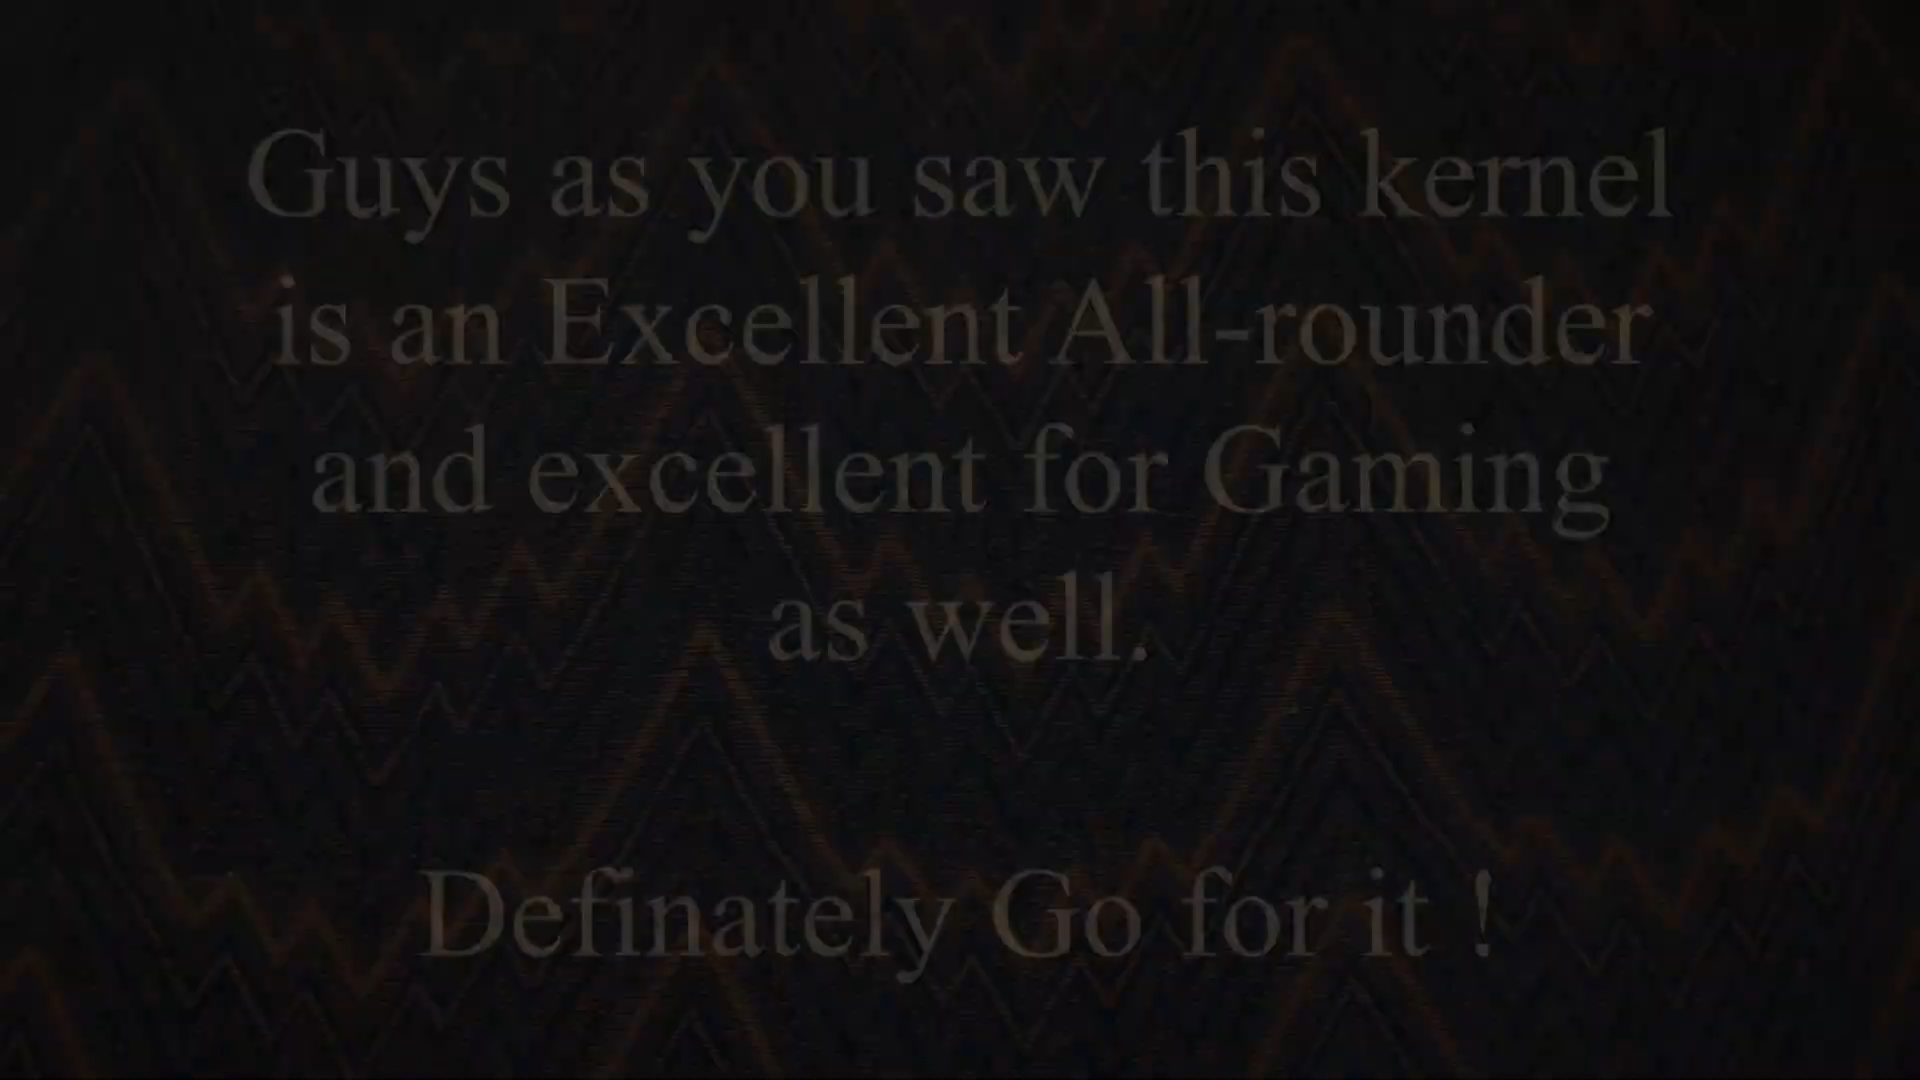 Guys as you saw this kernel
is an Excellent All-rounder
and excellent for Gaming
as well.
Definately Go for it !